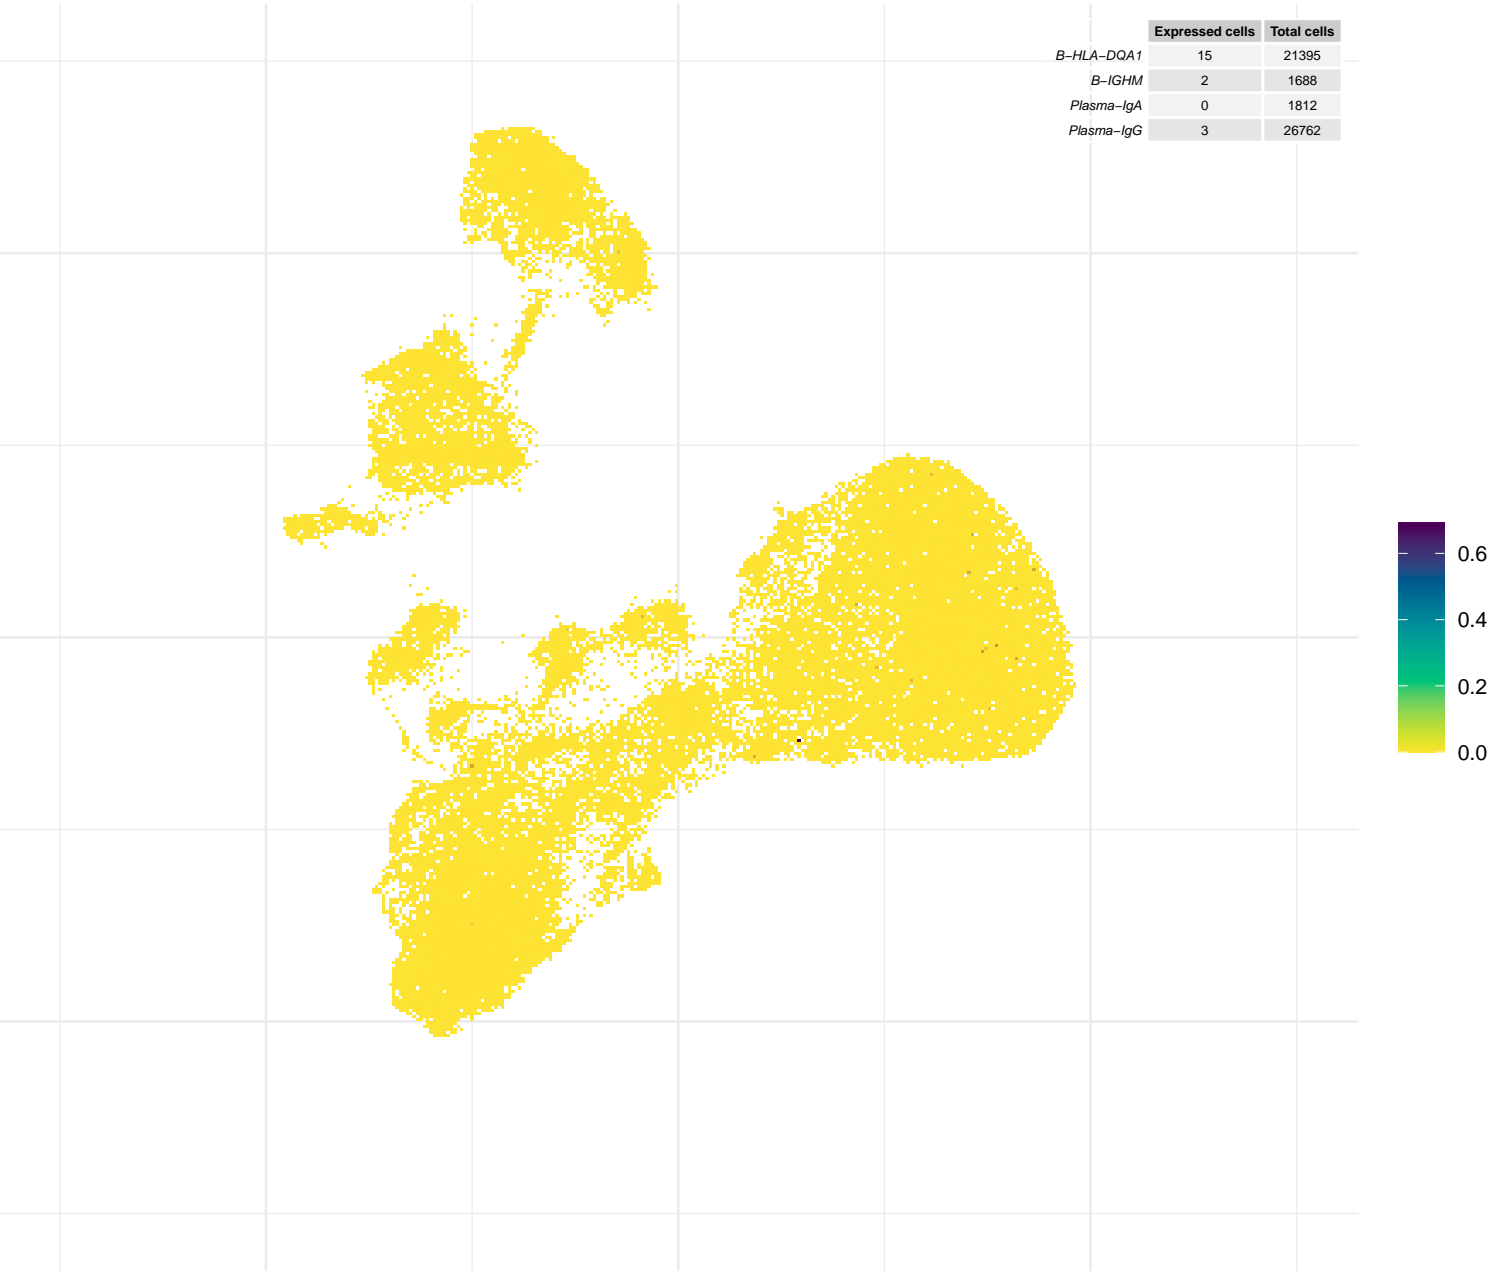 Expressed cells Total cells
B−HLA−DQA1 15 21395
B−IGHM 2 1688
Plasma−IgA 0 1812
Plasma−IgG 3 26762
0.6
0.4
0.2
0.0